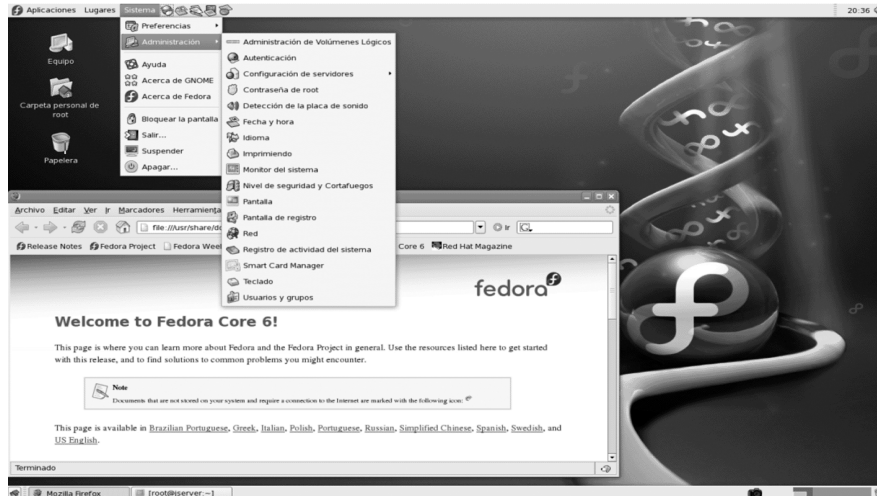 Aplicaciones Lugares Sistema 20:36
Preferencias
Administración
Ayuda
Acerca de GNOME
Acerca de Fedora
Bloquear la pantalla
Salir...
Suspender
Apagar...
Administración de Volúmenes Lógicos
Autenticación
Configuración de servidores
Contraseña de root
Detección de la placa de sonido
Fecha y hora
Idioma
Imprimiendo
Monitor del sistema
Nivel de seguridad y Cortafuegos
Pantalla
Pantalla de registro
Red
Registro de actividad del sistema
Smart Card Manager
Teclado
Usuarios y grupos
Equipo
Carpeta personal de
root
Papelera
Archivo Editar Ver Ir Marcadores
file:///usr/share/ Ir
Release Notes Fedora Project Fedora Core 6 Red Hat Magazine
fedora
Welcome to Fedora Core 6!
This page is where you can learn more about Fedora and the Fedora Project in general. Use the resources listed here to get started
with this release, and to find solutions to common problems you might encounter.
Note
Documents that are not stored on your system and require a connection to the Internet are marked with the following icon:
This page is available in Brazilian Portuguese, Greek, Italian, Polish, Portuguese, Russian, Simplified Chinese, Spanish, Swedish, and
US English.
Terminado
Mozilla Firefox [root@iserver:~]